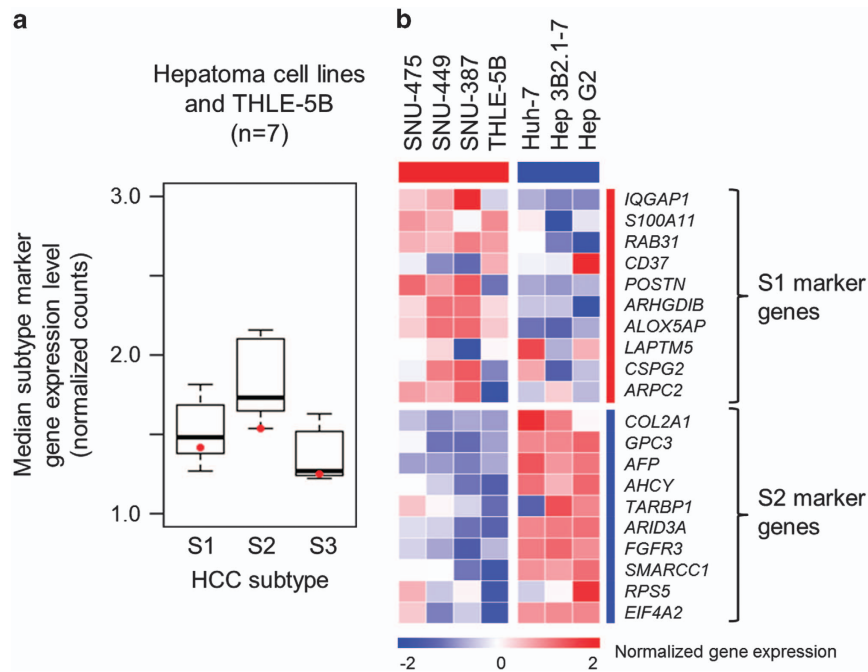 a
Hepatoma cell lines
and THLE-5B
(n=7)
Median subtype marker
gene expression level
(normalized counts)
3.0
2.0
1.0
S1
S2
S3
HCC subtype
b
SNU-475
SNU-449
SNU-387
THLE-5B
Huh-7
Hep 3B2.1-7
Hep G2
IQGAP1
S100A11
RAB31
CD37
POSTN
ARHGDIB
ALOX5AP
LAPTM5
CSPG2
ARPC2
S1 marker
genes
COL2A1
GPC3
AFP
AHCY
TARBP1
ARID3A
FGFR3
SMARCC1
RPS5
EIF4A2
S2 marker
genes
-2
0
2
Normalized gene expression